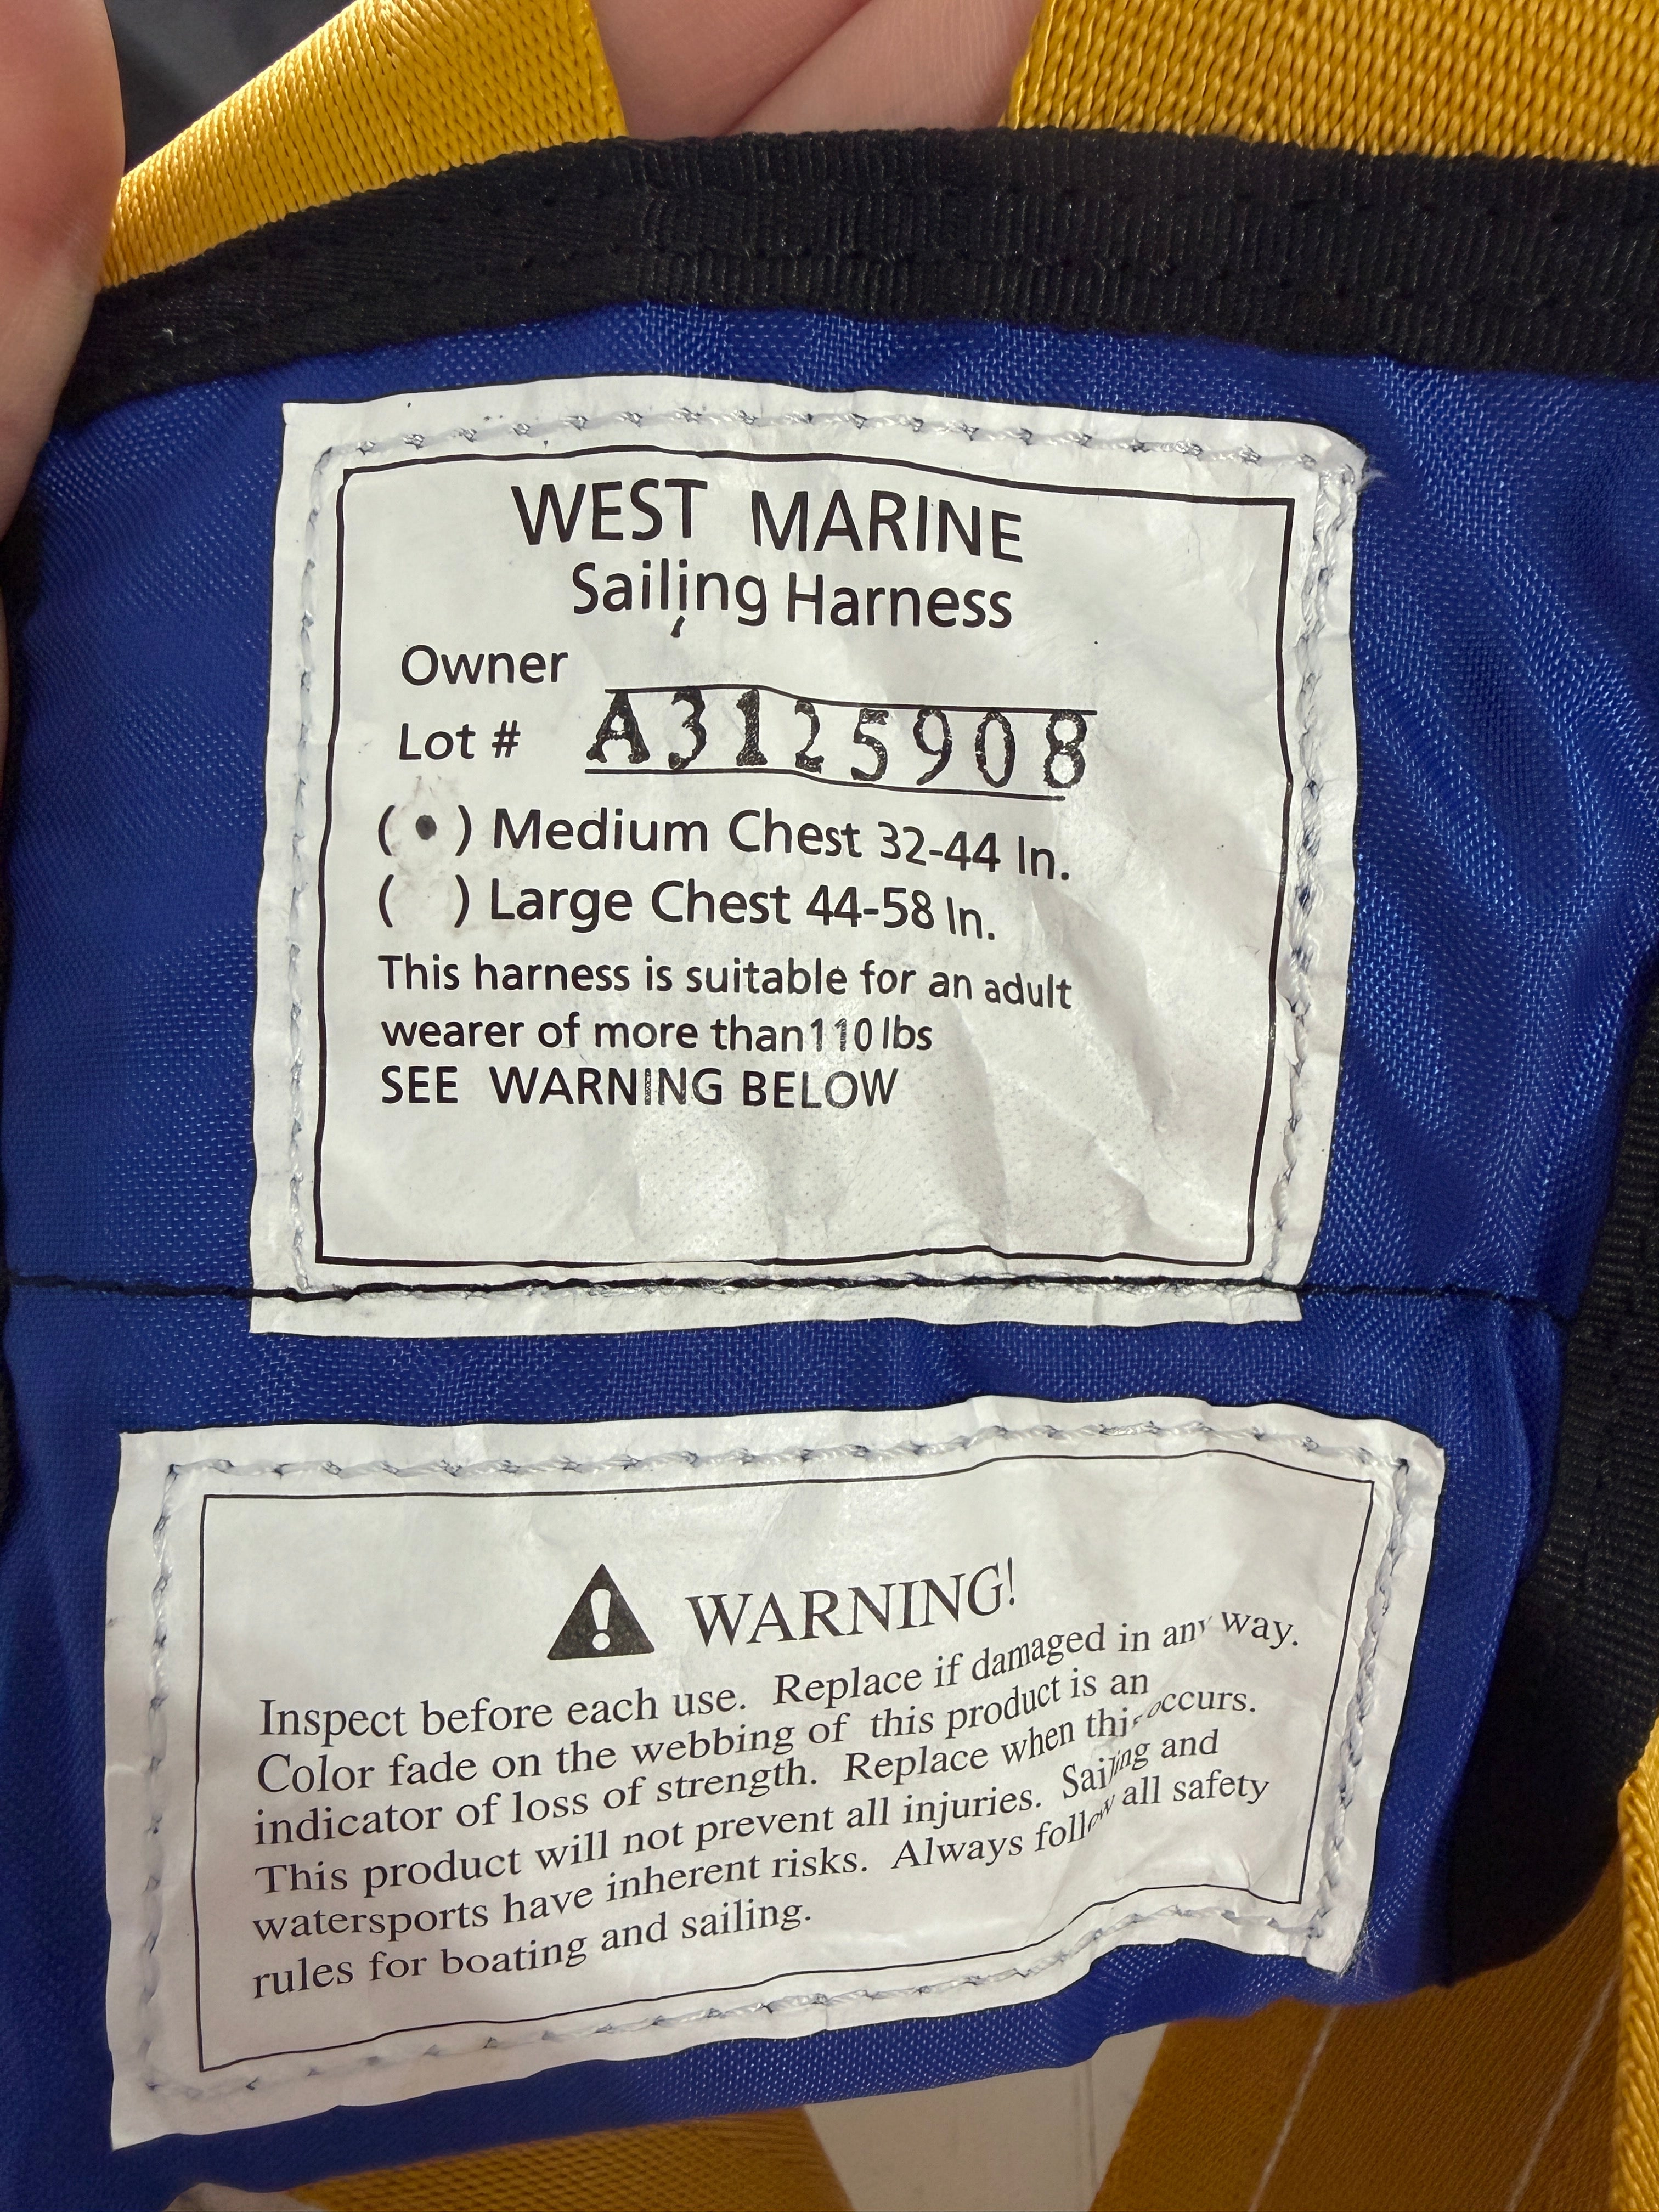 WEST MARINE
Sailing Harness
Owner
Lot # A3125908
( • ) Medium Chest 32-44 In.
( ) Large Chest 44-58 In.
This harness is suitable for an adult
wearer of more than 110 lbs
SEE WARNING BELOW
WARNING!
Inspect before each use. Replace if damaged in any way.
Color fade on the webbing of this product is an
indicator of loss of strength. Replace when this occurs.
This product will not prevent all injuries. Sailing and
watersports have inherent risks. Always follow all safety
rules for boating and sailing.